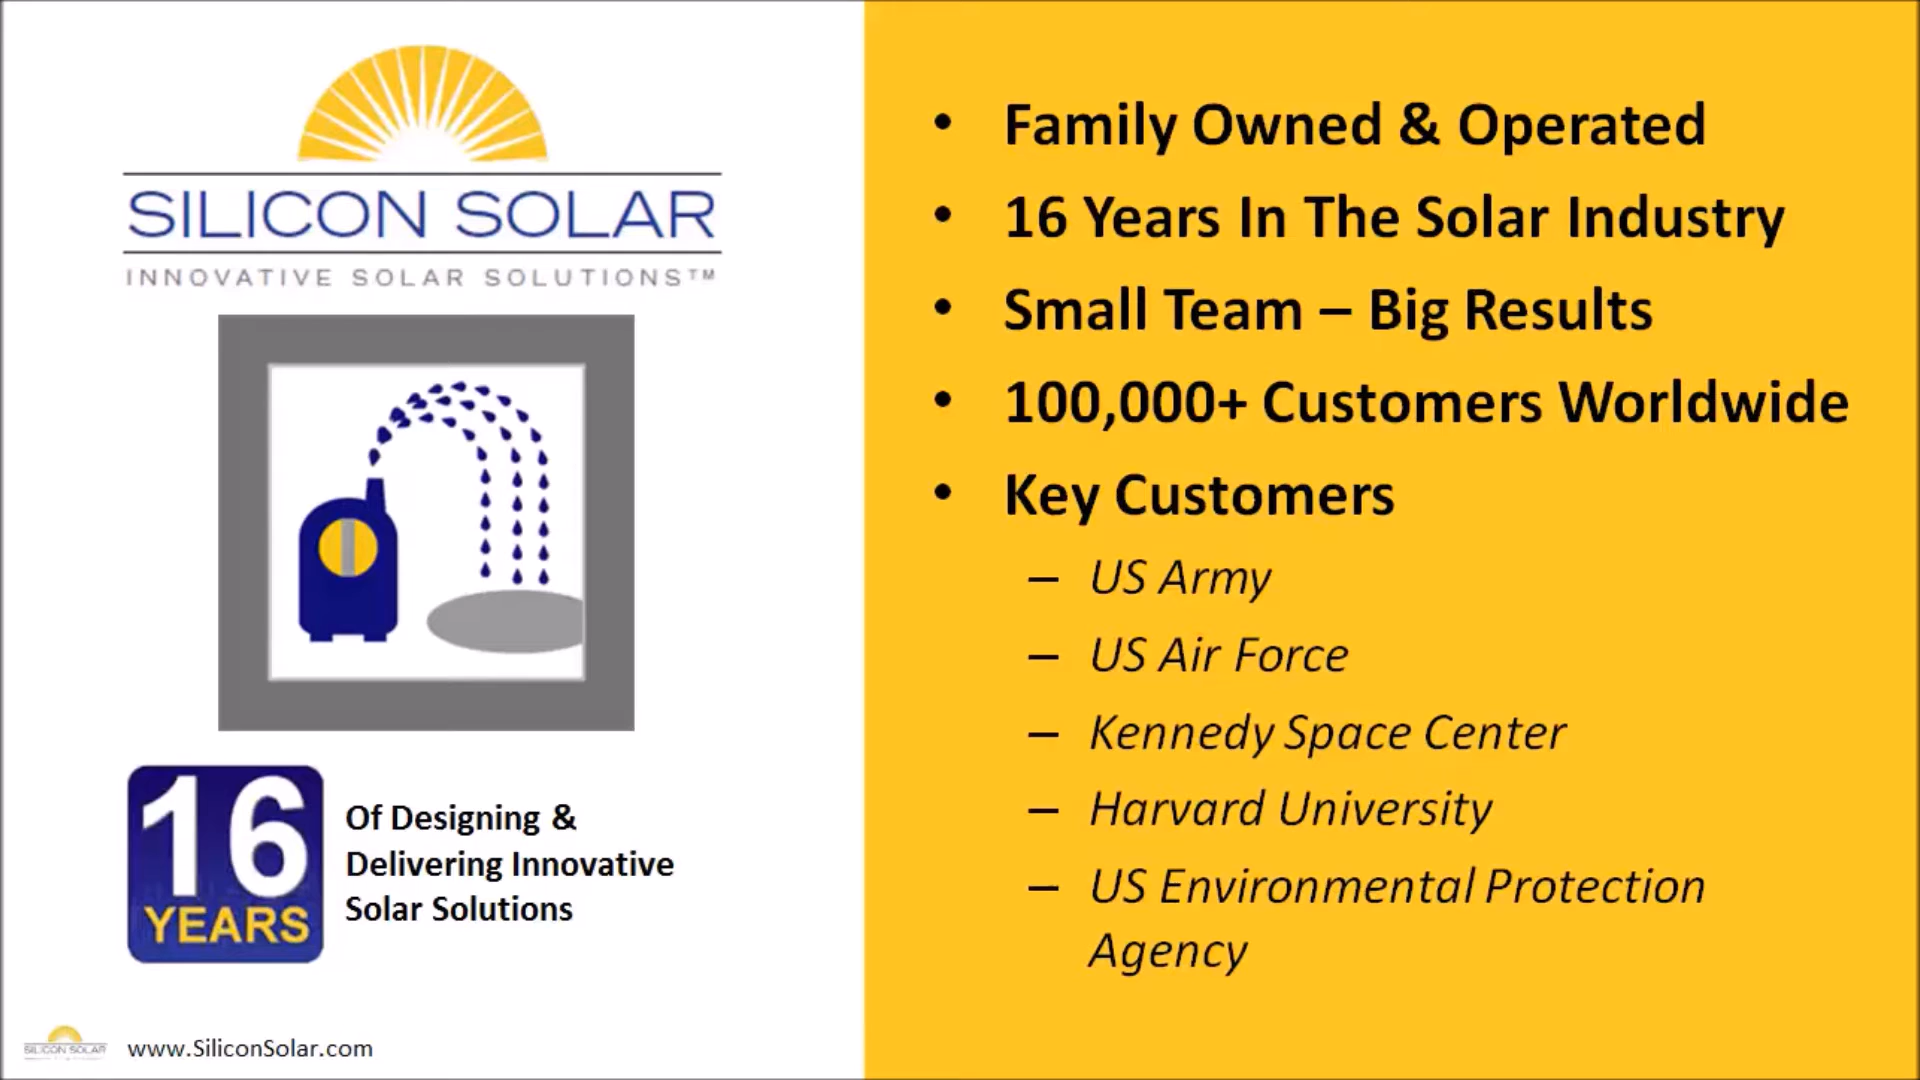 SILICON SOLAR
INNOVATIVE SOLAR SOLUTIONS™
16
YEARS
Of Designing &
Delivering Innovative
Solar Solutions
SILICON SOLAR
www.SiliconSolar.com
• Family Owned & Operated
• 16 Years In The Solar Industry
• Small Team – Big Results
• 100,000+ Customers Worldwide
• Key Customers
– US Army
– US Air Force
– Kennedy Space Center
– Harvard University
– US Environmental Protection
Agency